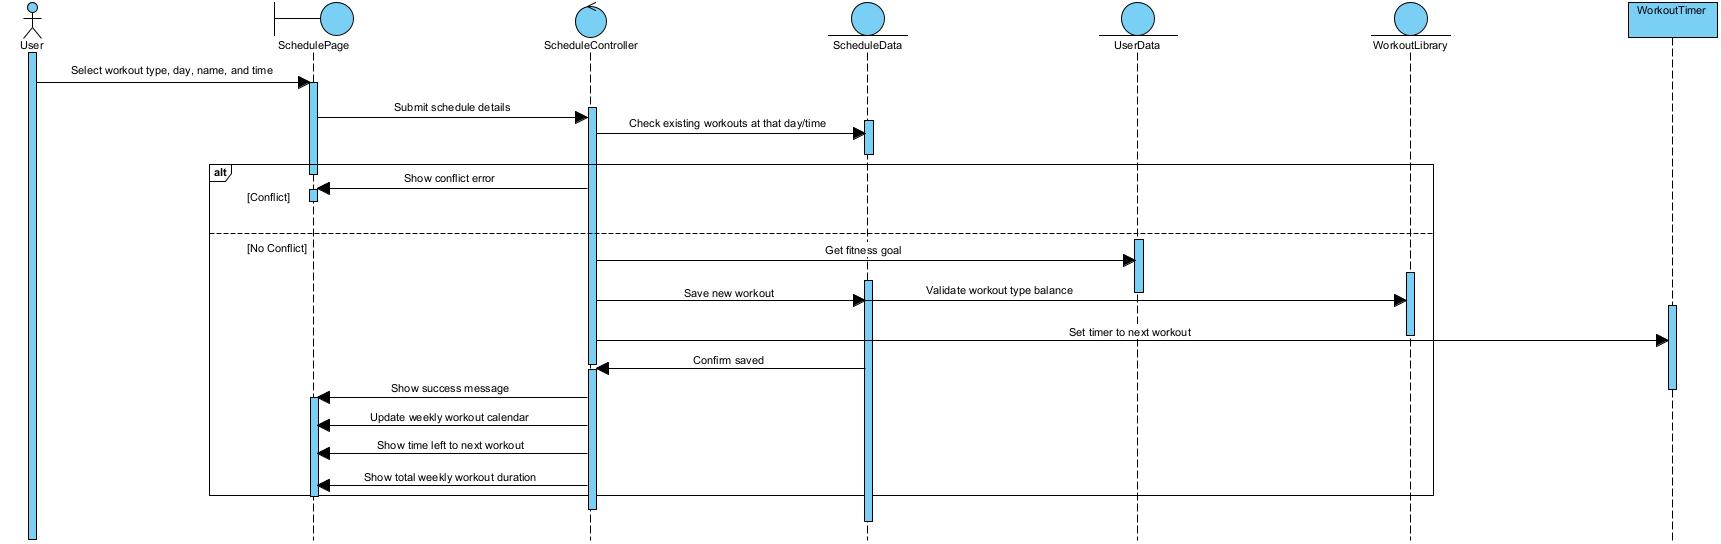 User
SchedulePage
ScheduleController
ScheduleData
UserData
WorkoutLibrary
WorkoutTimer
Select workout type, day, name, and time
Submit schedule details
Check existing workouts at that day/time
alt
Show conflict error
[Conflict]
[No Conflict]
Get fitness goal
Save new workout
Validate workout type balance
Set timer to next workout
Confirm saved
Show success message
Update weekly workout calendar
Show time left to next workout
Show total weekly workout duration